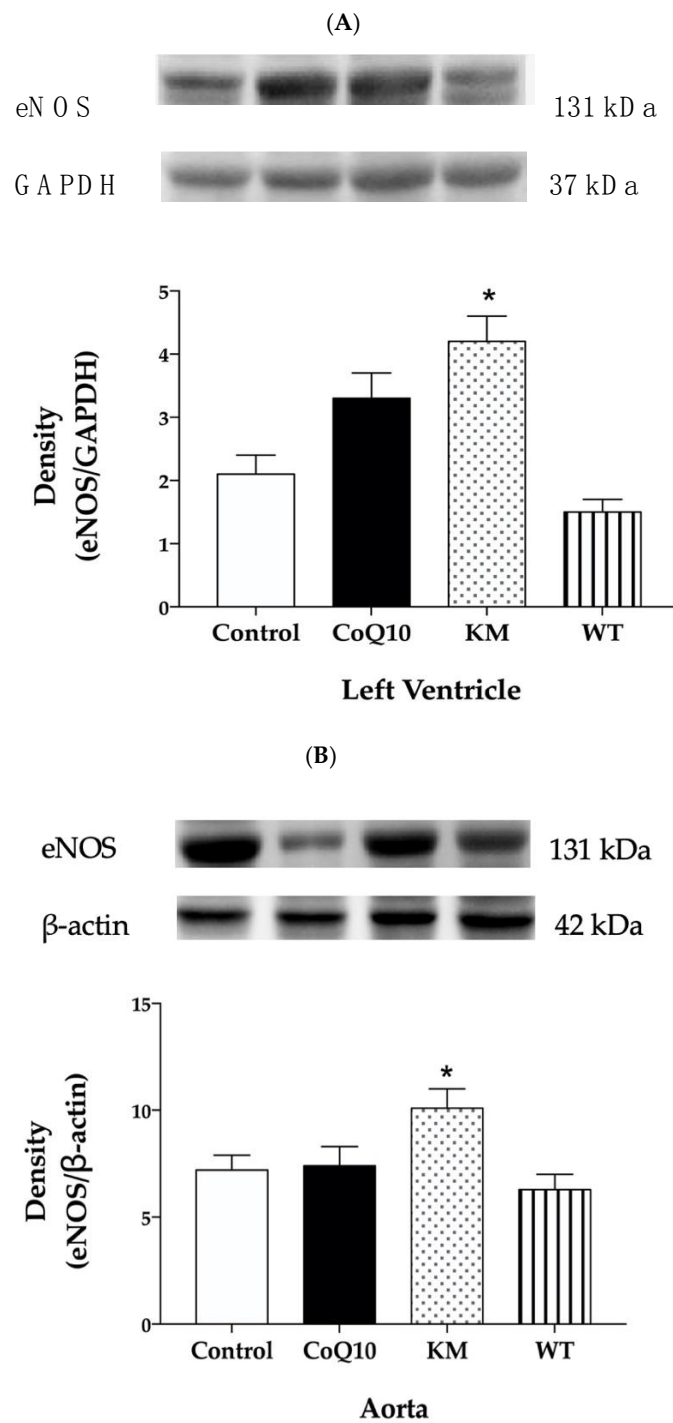 (A)
eNOS 131 kDa
GAPDH 37 kDa
5
*
4
3
2
1
0
Density
(eNOS/GAPDH)
Control CoQ10 KM WT
Left Ventricle
(B)
eNOS 131 kDa
β-actin 42 kDa
15
*
10
5
0
Density
(eNOS/β-actin)
Control CoQ10 KM WT
Aorta